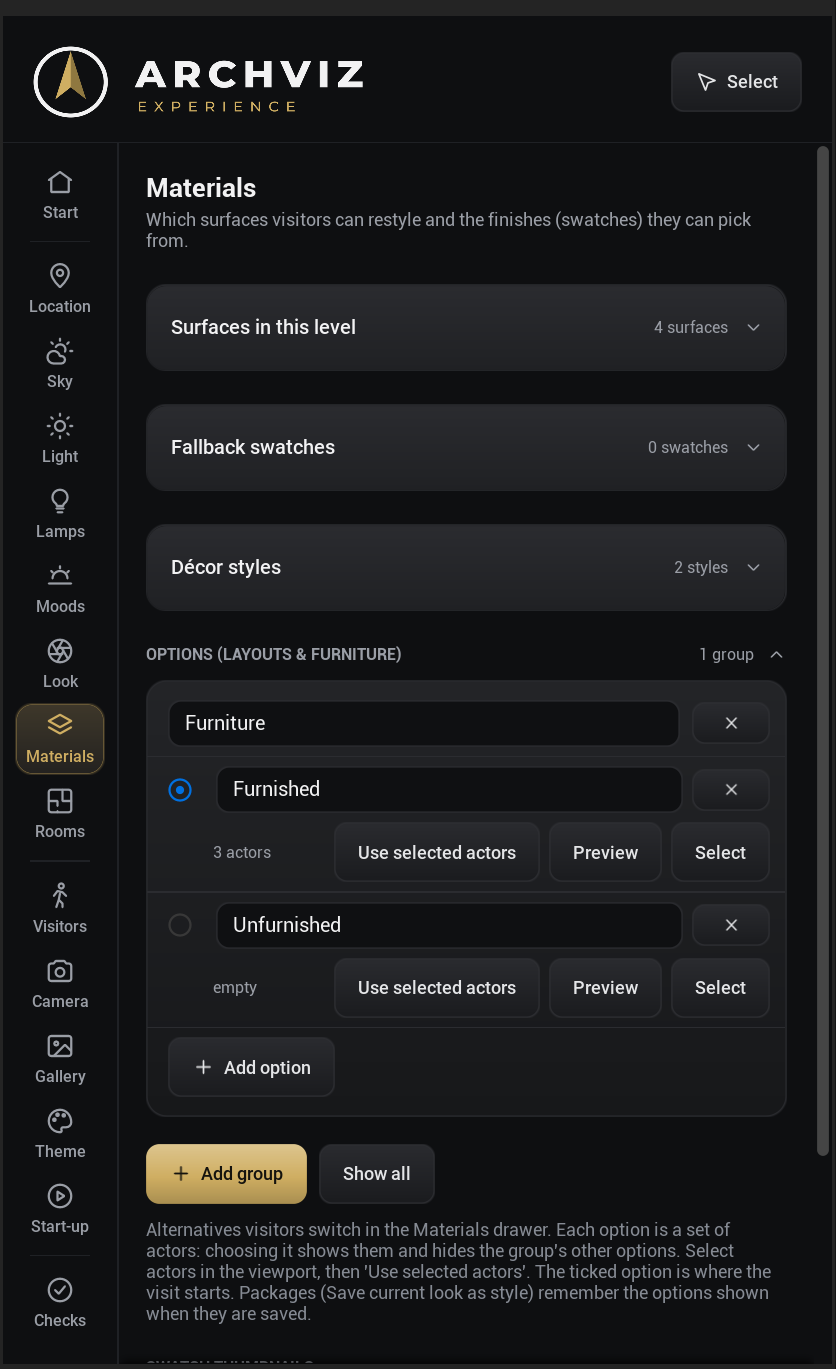 ARCHVIZ
EXPERIENCE
Select
Start
Location
Sky
Light
Lamps
Moods
Look
Materials
Rooms
Visitors
Camera
Gallery
Theme
Start-up
Checks
Materials
Which surfaces visitors can restyle and the finishes (swatches) they can pick
from.
Surfaces in this level 4 surfaces
Fallback swatches 0 swatches
Décor styles 2 styles
OPTIONS (LAYOUTS & FURNITURE) 1 group
Furniture
Furnished
3 actors Use selected actors Preview Select
Unfurnished
empty Use selected actors Preview Select
Add option
Add group Show all
Alternatives visitors switch in the Materials drawer. Each option is a set of
actors: choosing it shows them and hides the group's other options. Select
actors in the viewport, then 'Use selected actors'. The ticked option is where the
visit starts. Packages (Save current look as style) remember the options shown
when they are saved.